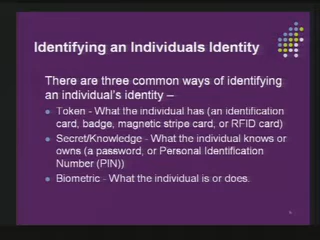 Identifying an Individuals Identity
There are three common ways of identifying
an individual's identity –
Token - What the individual has (an identification
card, badge, magnetic stripe card, or RFID card)
Secret/Knowledge - What the individual knows or
owns (a password, or Personal Identification
Number (PIN))
Biometric - What the individual is or does.